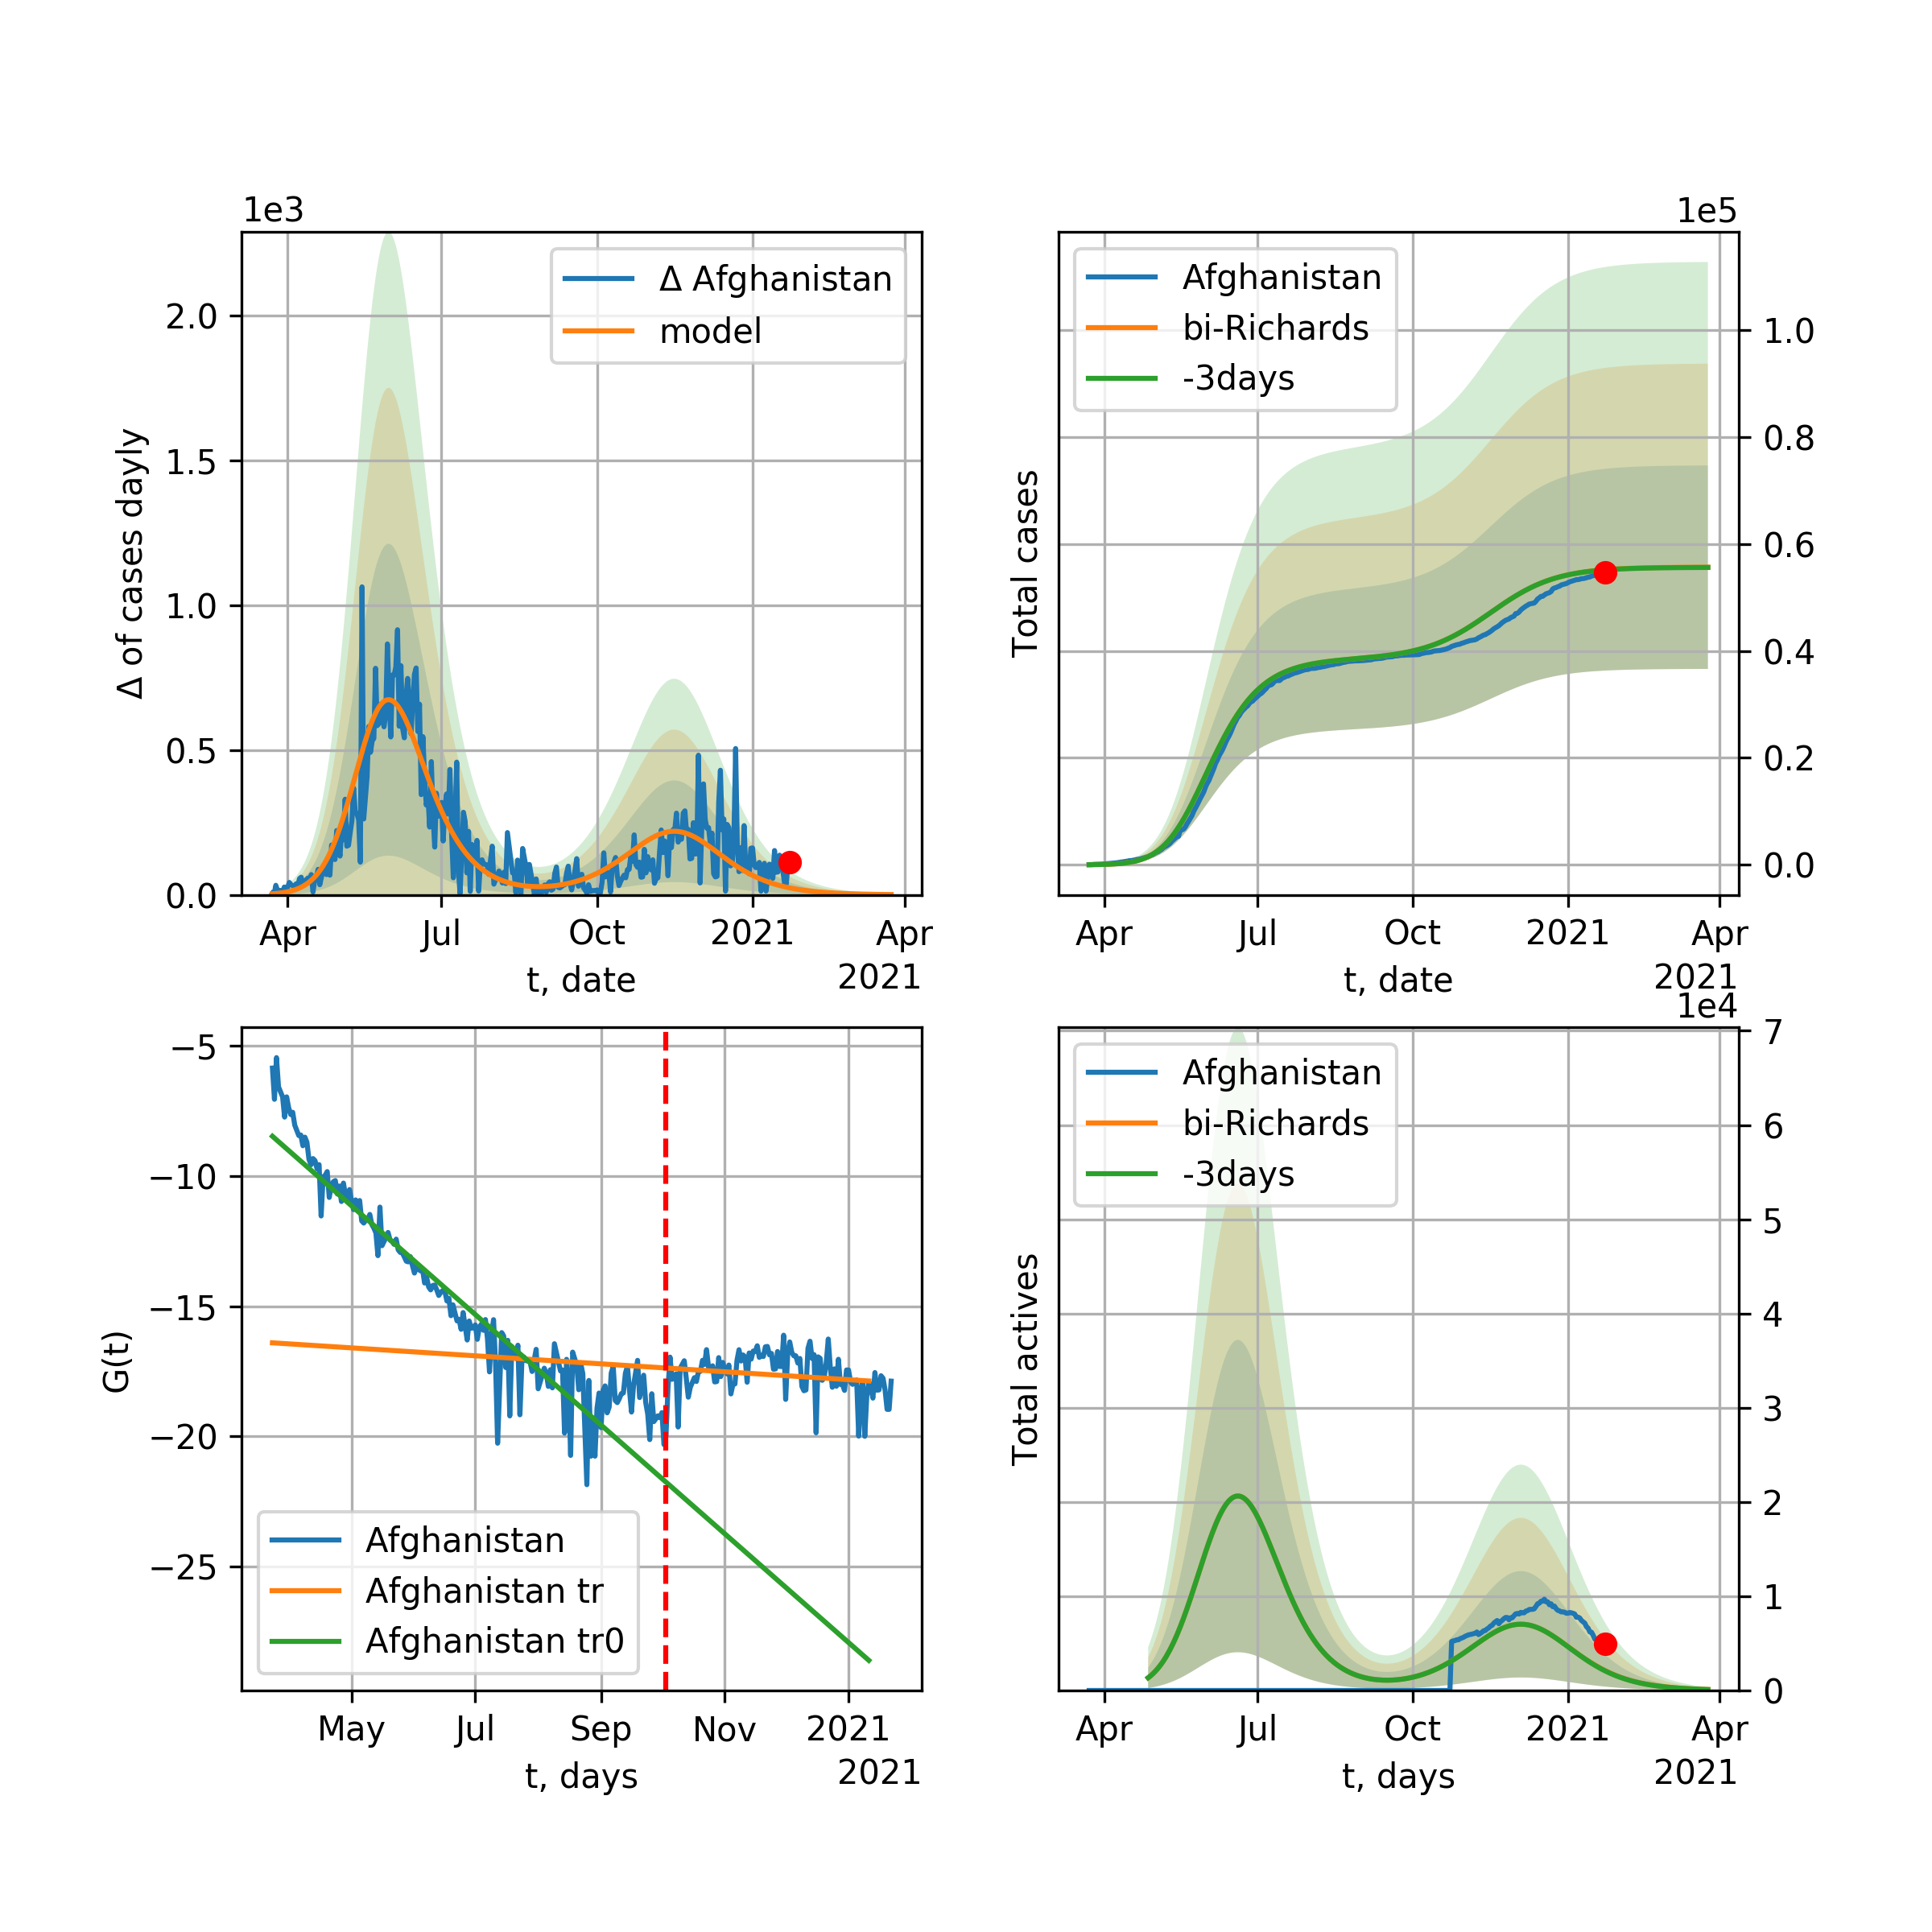 1e3
2.0
1.5
1.0
0.5
0.0
Δ of cases dayly
Δ Afghanistan
model
Apr
Jul
Oct
2021
Apr
t, date
2021
1e5
Afghanistan
bi-Richards
-3days
Total cases
1.0
0.8
0.6
0.4
0.2
0.0
Apr
Jul
Oct
2021
Apr
t, date
2021
−5
−10
−15
−20
−25
G(t)
Afghanistan
Afghanistan tr
Afghanistan tr0
May
Jul
Sep
Nov
2021
t, days
2021
1e4
Afghanistan
bi-Richards
-3days
Total actives
7
6
5
4
3
2
1
0
Apr
Jul
Oct
2021
Apr
t, days
2021